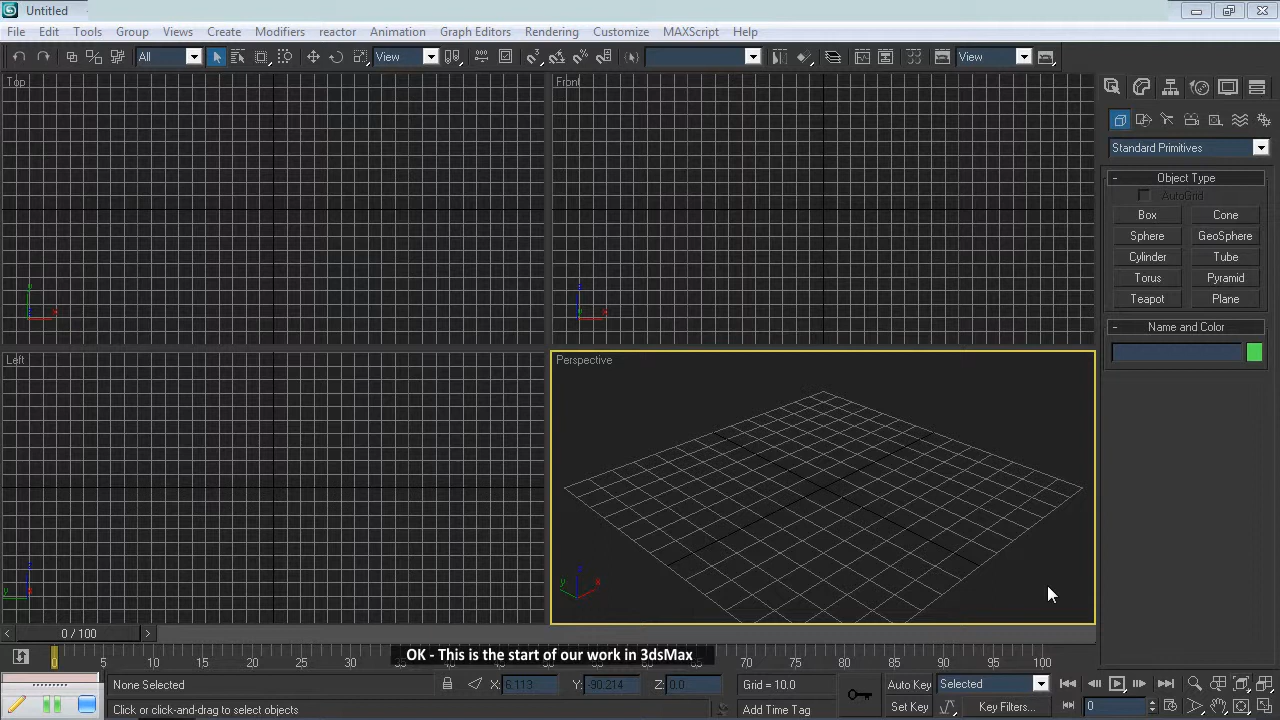 Untitled
File Edit Tools Group Views Create Modifiers reactor Animation Graph Editors Rendering Customize MAXScript Help
All View View
Top Front
Standard Primitives
- Object Type
AutoGrid
Box Cone
Sphere GeoSphere
Cylinder Tube
Torus Pyramid
Teapot Plane
- Name and Color
Left Perspective
y x
0 / 100
OK - This is the start of our work in 3dsMax
0 5 10 15 20 25 30 35 70 75 80 85 90 95 100
None Selected X: 6.113 Y: -90.214 Z: 0.0 Grid = 10.0 Auto Key Selected
Click or click-and-drag to select objects Add Time Tag Set Key Key Filters... 0